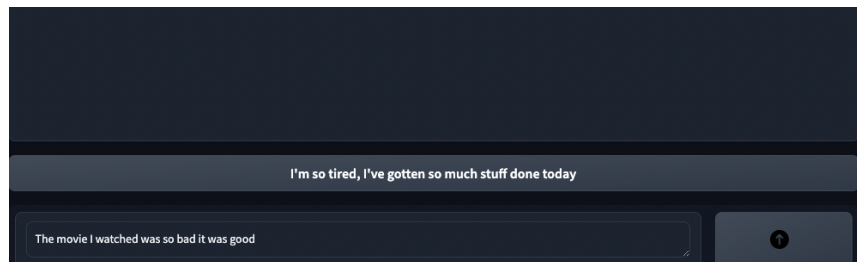 I'm so tired, I've gotten so much stuff done today
The movie I watched was so bad it was good